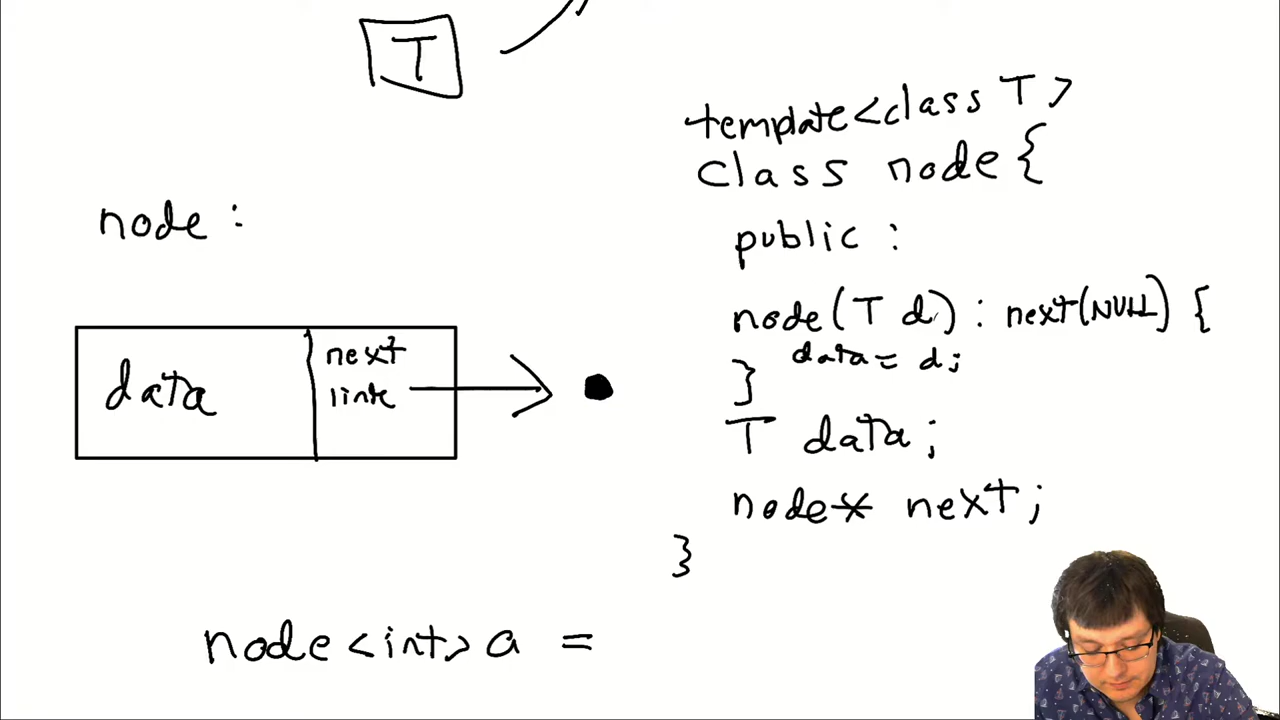 T
template<class T>
class node {
public :
node(T d) : next(NULL) {
data = d;
}
T data;
node* next;
}
node :
data
next
link
node<int> a =